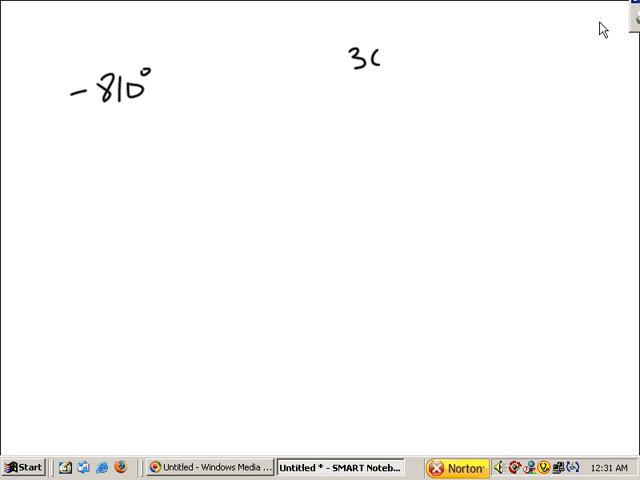 3(
- 810°
Start
Untitled - Windows Media ...
Untitled * - SMART Noteb...
Norton
12:31 AM